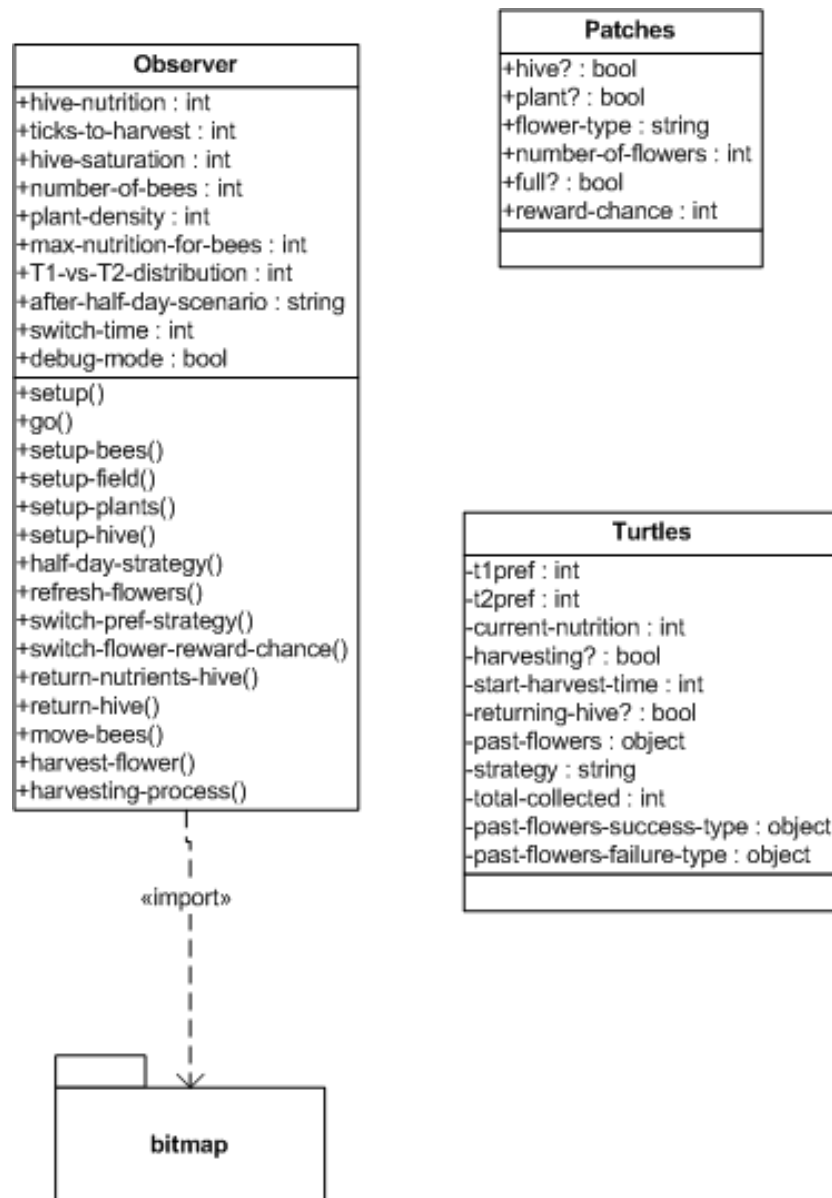 Observer
+hive-nutrition : int
+ticks-to-harvest : int
+hive-saturation : int
+number-of-bees : int
+plant-density : int
+max-nutrition-for-bees : int
+T1-vs-T2-distribution : int
+after-half-day-scenario : string
+switch-time : int
+debug-mode : bool
+setup()
+go()
+setup-bees()
+setup-field()
+setup-plants()
+setup-hive()
+half-day-strategy()
+refresh-flowers()
+switch-pref-strategy()
+switch-flower-reward-chance()
+return-nutrients-hive()
+return-hive()
+move-bees()
+harvest-flower()
+harvesting-process()
«import»
bitmap
Patches
+hive? : bool
+plant? : bool
+flower-type : string
+number-of-flowers : int
+full? : bool
+reward-chance : int
Turtles
-t1pref : int
-t2pref : int
-current-nutrition : int
-harvesting? : bool
-start-harvest-time : int
-returning-hive? : bool
-past-flowers : object
-strategy : string
-total-collected : int
-past-flowers-success-type : object
-past-flowers-failure-type : object